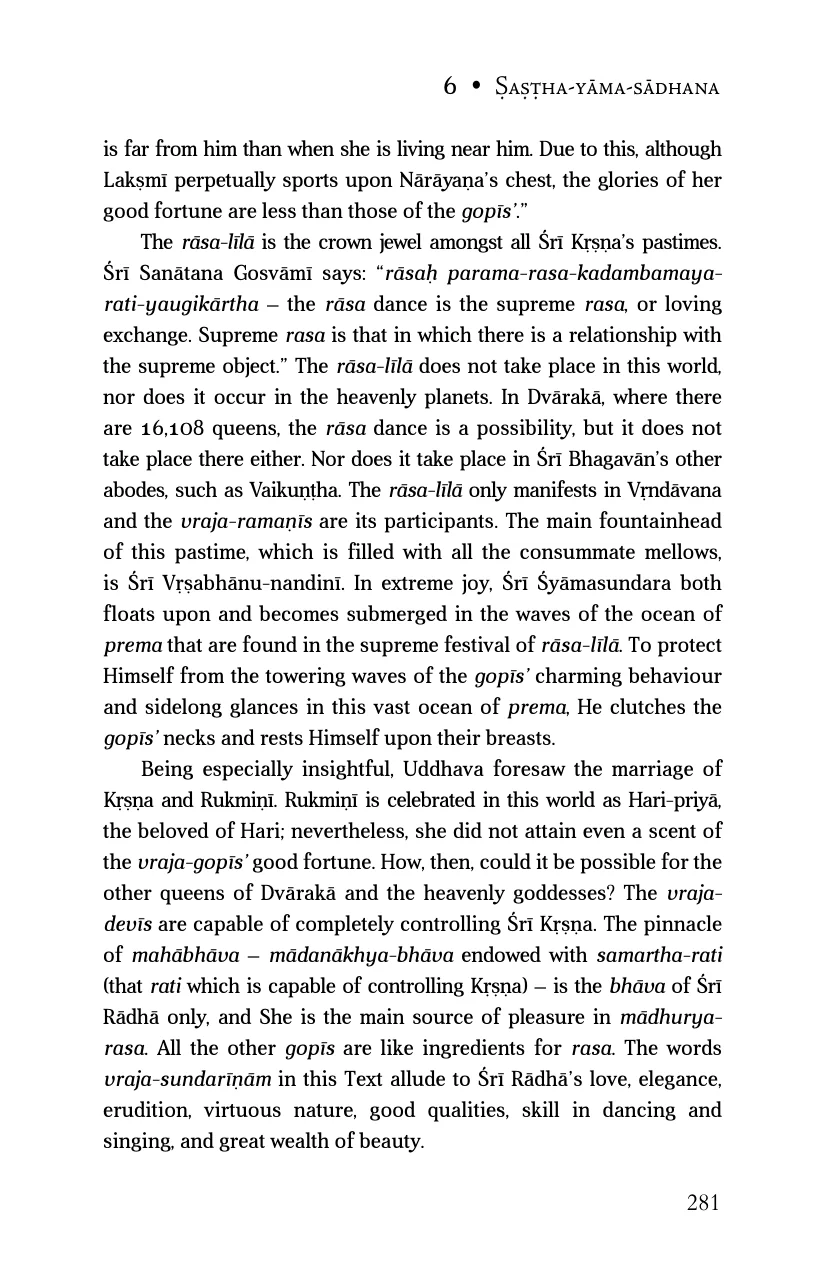 6 • Ṣaṣṭha-yāma-sādhana
is far from him than when she is living near him. Due to this, although
Lakṣmī perpetually sports upon Nārāyaṇa’s chest, the glories of her
good fortune are less than those of the gopīs’.”
The rāsa-līlā is the crown jewel amongst all Śrī Kṛṣṇa’s pastimes.
Śrī Sanātana Gosvāmī says: “rāsaḥ parama-rasa-kadambamaya-
rati-yaugikārtha – the rāsa dance is the supreme rasa, or loving
exchange. Supreme rasa is that in which there is a relationship with
the supreme object.” The rāsa-līlā does not take place in this world,
nor does it occur in the heavenly planets. In Dvārakā, where there
are 16,108 queens, the rāsa dance is a possibility, but it does not
take place there either. Nor does it take place in Śrī Bhagavān’s other
abodes, such as Vaikuṇṭha. The rāsa-līlā only manifests in Vṛndāvana
and the vraja-ramaṇīs are its participants. The main fountainhead
of this pastime, which is filled with all the consummate mellows,
is Śrī Vṛṣabhānu-nandinī. In extreme joy, Śrī Śyāmasundara both
floats upon and becomes submerged in the waves of the ocean of
prema that are found in the supreme festival of rāsa-līlā. To protect
Himself from the towering waves of the gopīs’ charming behaviour
and sidelong glances in this vast ocean of prema, He clutches the
gopīs’ necks and rests Himself upon their breasts.
Being especially insightful, Uddhava foresaw the marriage of
Kṛṣṇa and Rukmiṇī. Rukmiṇī is celebrated in this world as Hari-priyā,
the beloved of Hari; nevertheless, she did not attain even a scent of
the vraja-gopīs’ good fortune. How, then, could it be possible for the
other queens of Dvārakā and the heavenly goddesses? The vraja-
devīs are capable of completely controlling Śrī Kṛṣṇa. The pinnacle
of mahābhāva – mādanākhya-bhāva endowed with samartha-rati
(that rati which is capable of controlling Kṛṣṇa) – is the bhāva of Śrī
Rādhā only, and She is the main source of pleasure in mādhurya-
rasa. All the other gopīs are like ingredients for rasa. The words
vraja-sundarīṇām in this Text allude to Śrī Rādhā’s love, elegance,
erudition, virtuous nature, good qualities, skill in dancing and
singing, and great wealth of beauty.
281